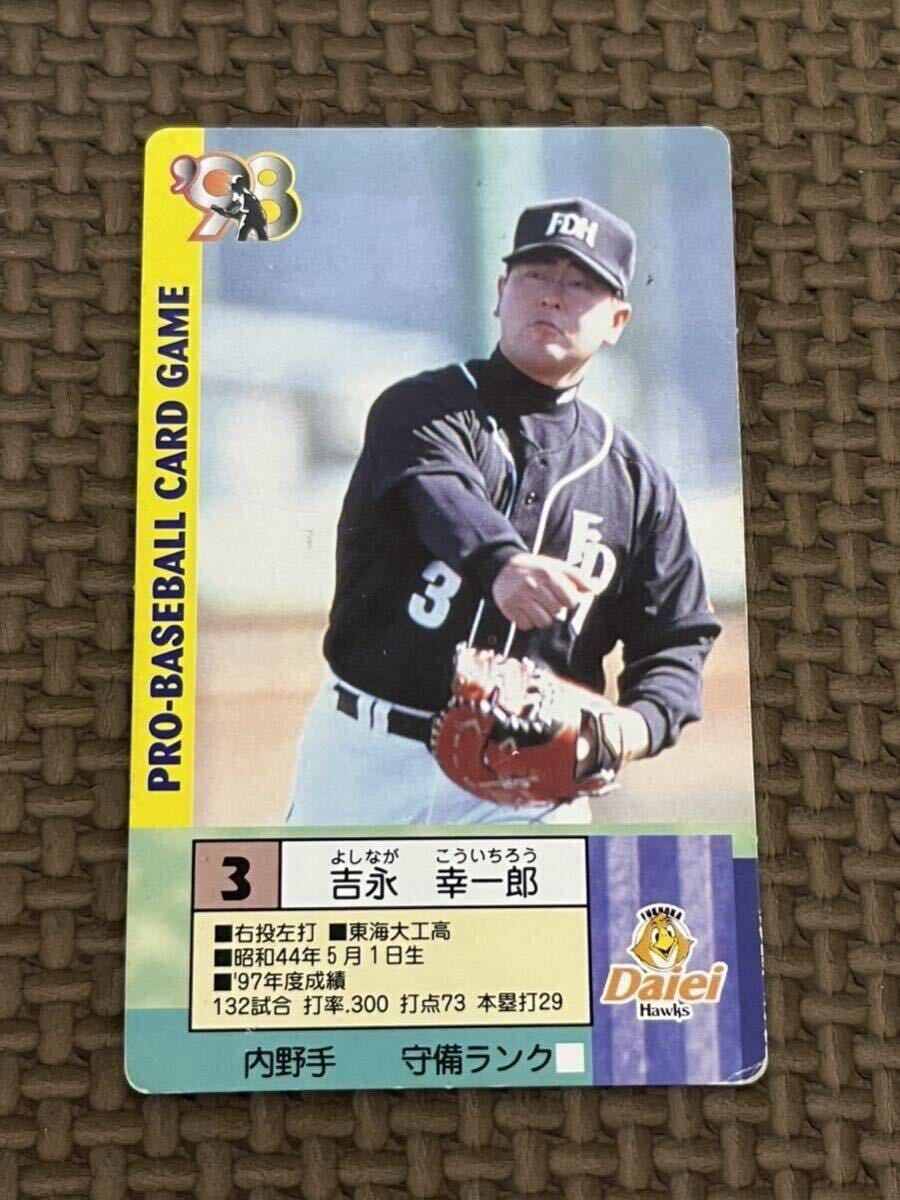 '98
PRO-BASEBALL CARD GAME
FDH
FDH
3
3
よしなが こういちろう
吉永 幸一郎
■右投左打 ■東海大工高
■昭和44年5月1日生
■'97年度成績
132試合 打率.300 打点73 本塁打29
内野手 守備ランク
FUKUOKA
Daiei
Hawks